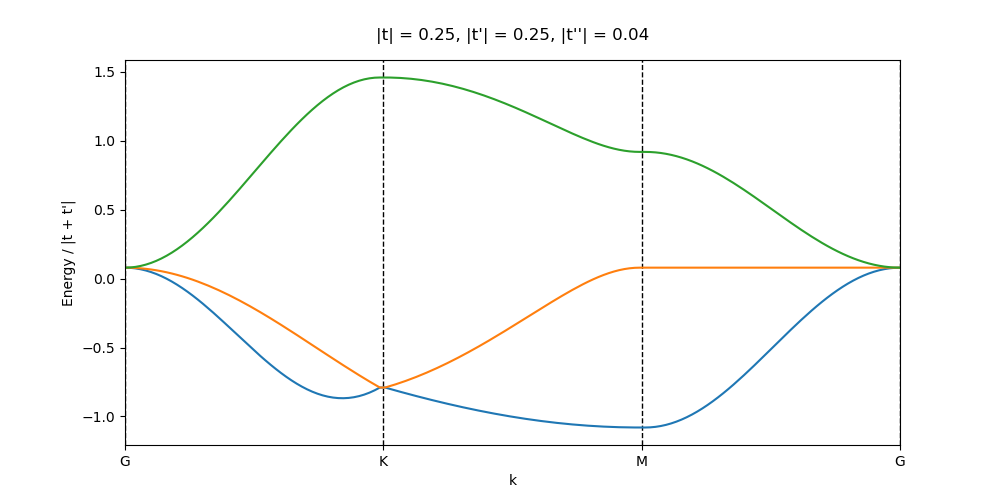 |t| = 0.25, |t'| = 0.25, |t''| = 0.04
Energy / |t + t'|
1.5
1.0
0.5
0.0
−0.5
−1.0
G K M G
k